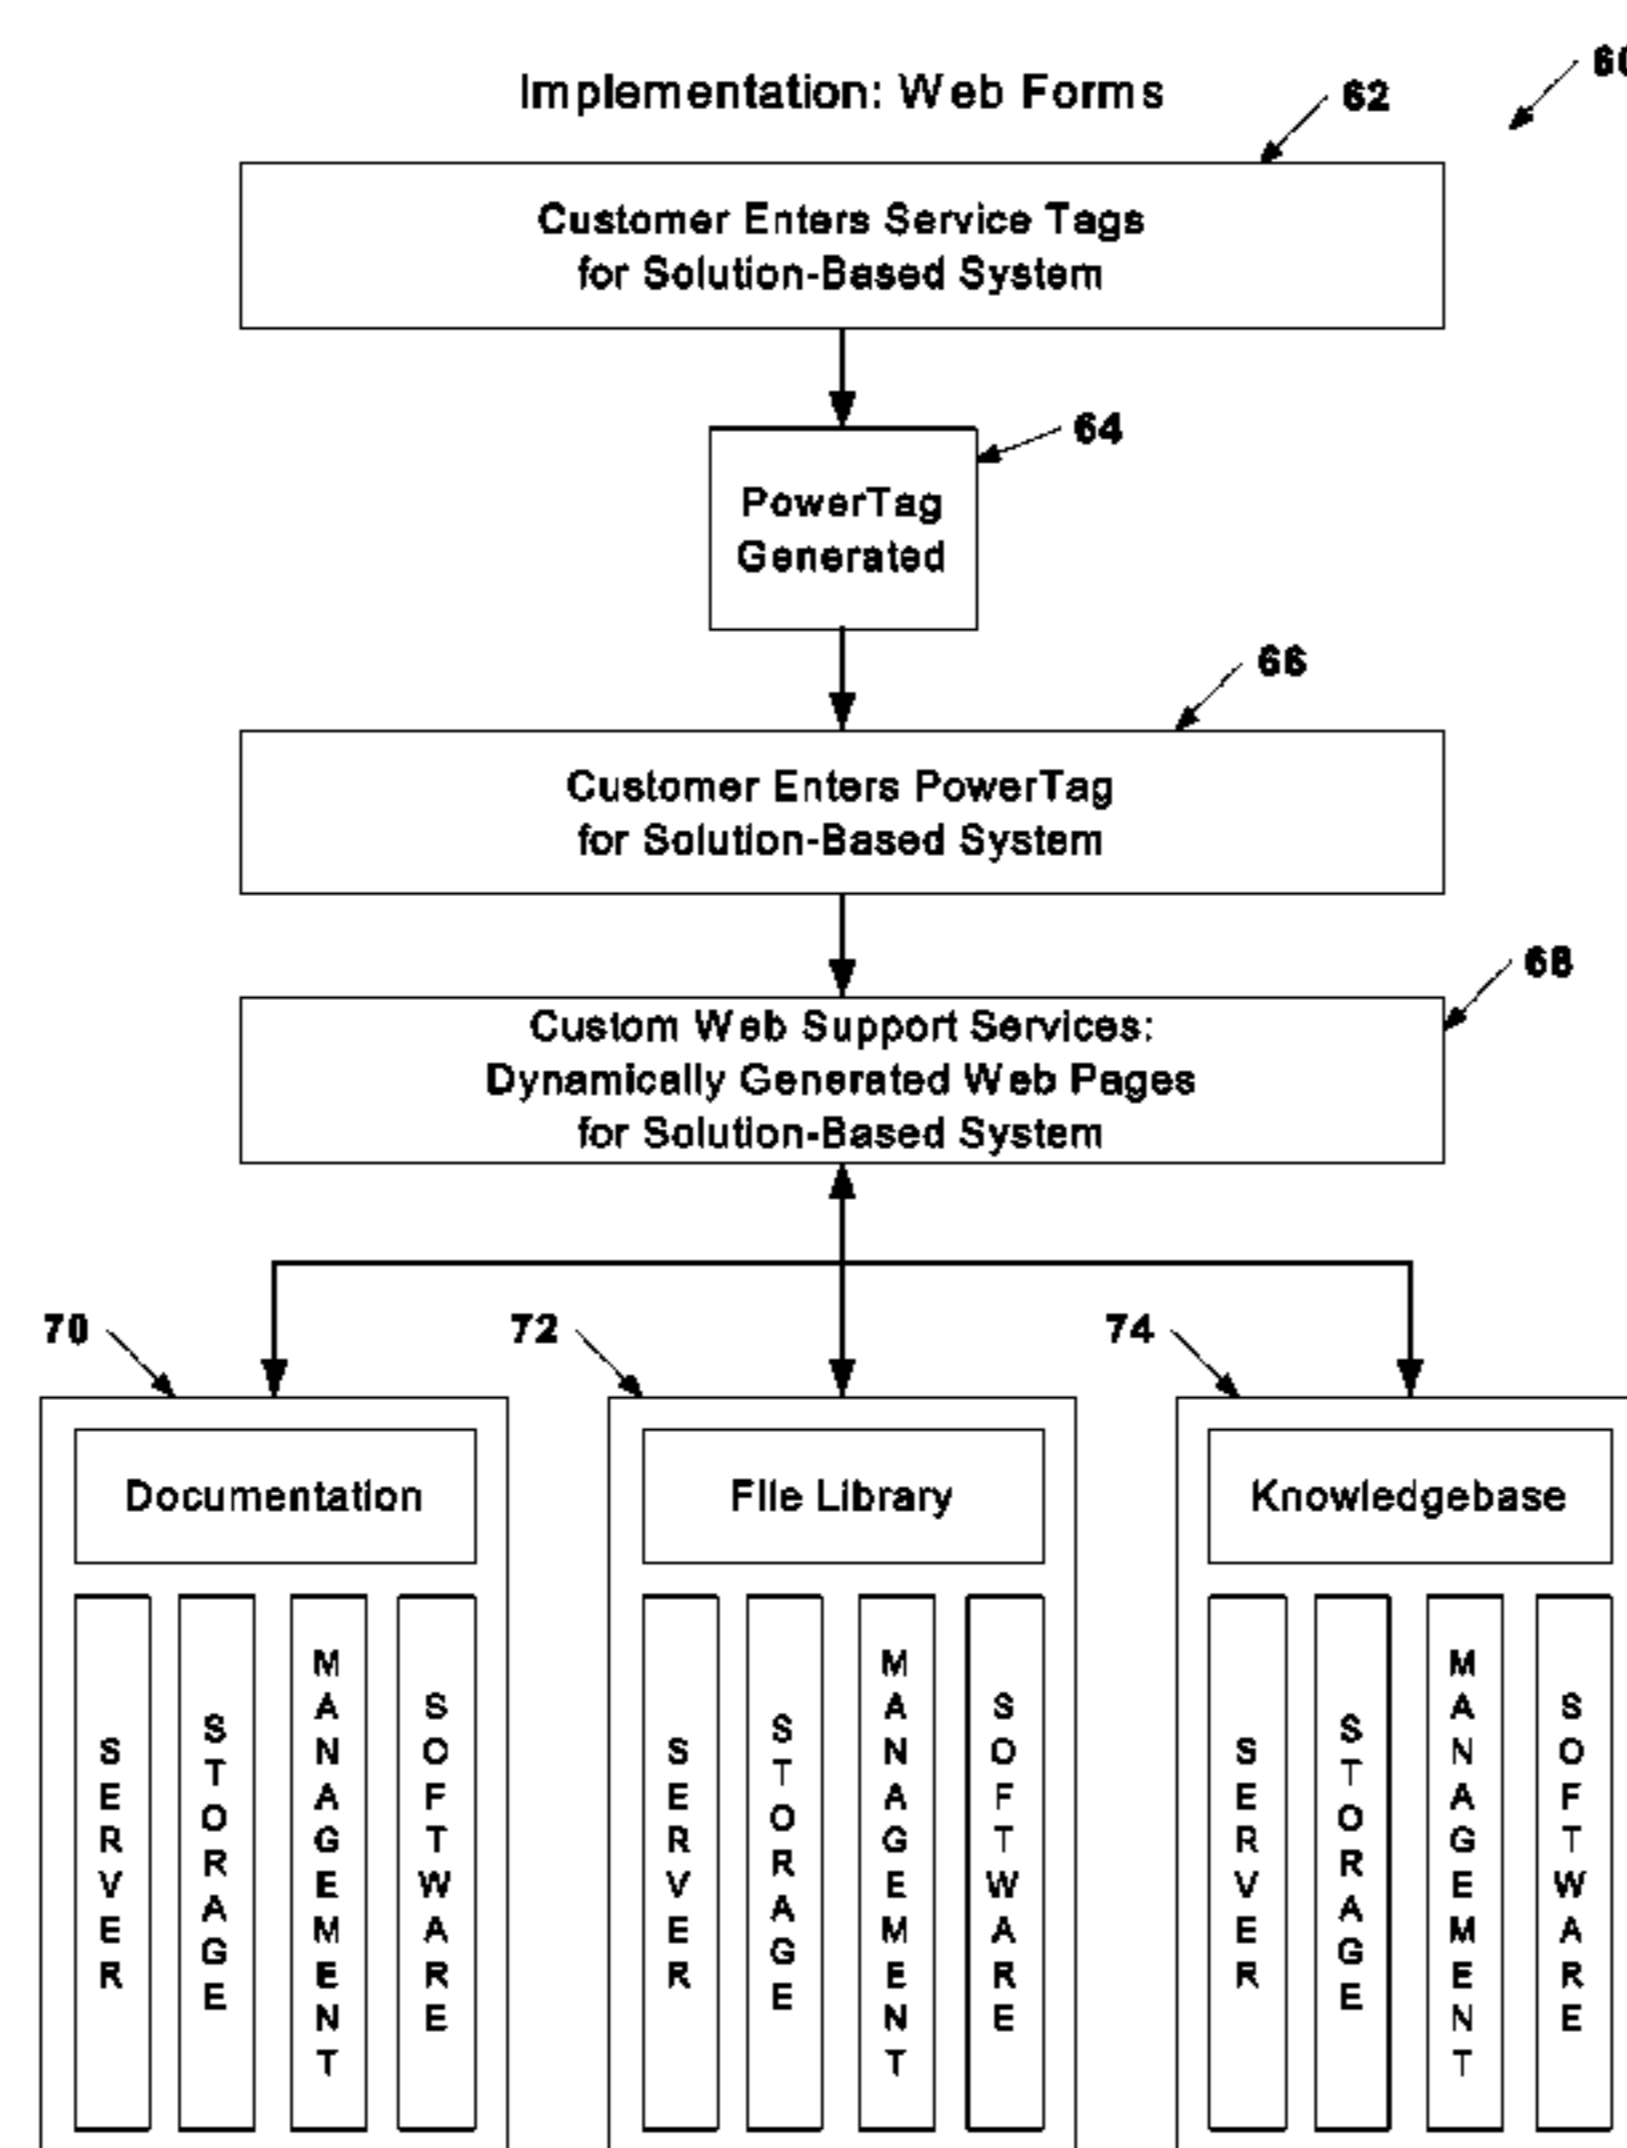 60
Implementation: Web Forms
62
Customer Enters Service Tags
for Solution-Based System
64
PowerTag
Generated
66
Customer Enters PowerTag
for Solution-Based System
68
Custom Web Support Services:
Dynamically Generated Web Pages
for Solution-Based System
70
72
74
Documentation
File Library
Knowledgebase
SERVER
STORAGE
MANAGEMENT
SOFTWARE
SERVER
STORAGE
MANAGEMENT
SOFTWARE
SERVER
STORAGE
MANAGEMENT
SOFTWARE